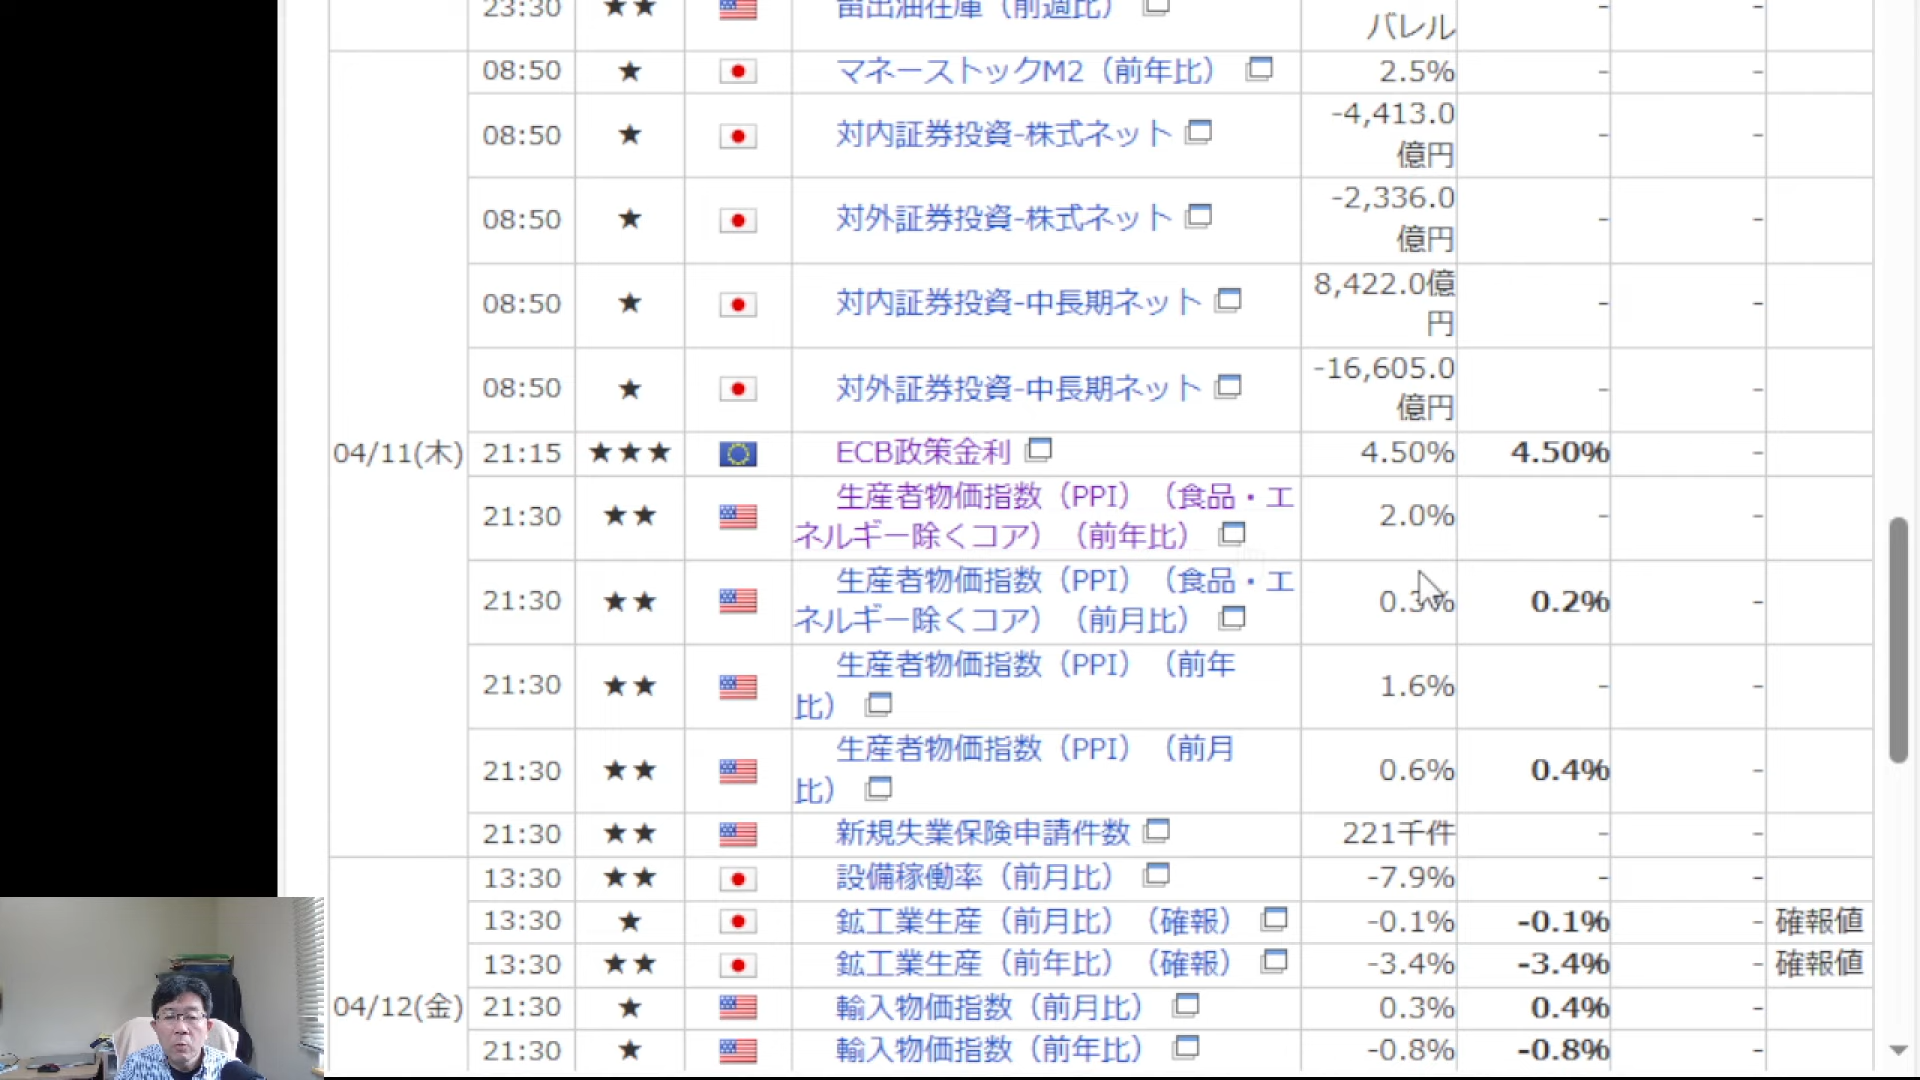 23:30 ★★ 留出油在庫（前週比） バレル - -
08:50 ★ マネーストックM2（前年比） 2.5% - -
08:50 ★ 対内証券投資-株式ネット -4,413.0
億円 - -
08:50 ★ 対外証券投資-株式ネット -2,336.0
億円 - -
08:50 ★ 対内証券投資-中長期ネット 8,422.0億
円 - -
08:50 ★ 対外証券投資-中長期ネット -16,605.0
億円 - -
04/11(木) 21:15 ★★★ ECB政策金利 4.50% 4.50% -
21:30 ★★ 生産者物価指数（PPI）（食品・エ
ネルギー除くコア）（前年比） 2.0% - -
21:30 ★★ 生産者物価指数（PPI）（食品・エ
ネルギー除くコア）（前月比） 0.3% 0.2% -
21:30 ★★ 生産者物価指数（PPI）（前年
比） 1.6% - -
21:30 ★★ 生産者物価指数（PPI）（前月
比） 0.6% 0.4% -
21:30 ★★ 新規失業保険申請件数 221千件 - -
13:30 ★★ 設備稼働率（前月比） -7.9% - -
13:30 ★ 鉱工業生産（前月比）（確報） -0.1% -0.1% - 確報値
13:30 ★★ 鉱工業生産（前年比）（確報） -3.4% -3.4% - 確報値
04/12(金) 21:30 ★ 輸入物価指数（前月比） 0.3% 0.4% -
21:30 ★ 輸入物価指数（前年比） -0.8% -0.8% -